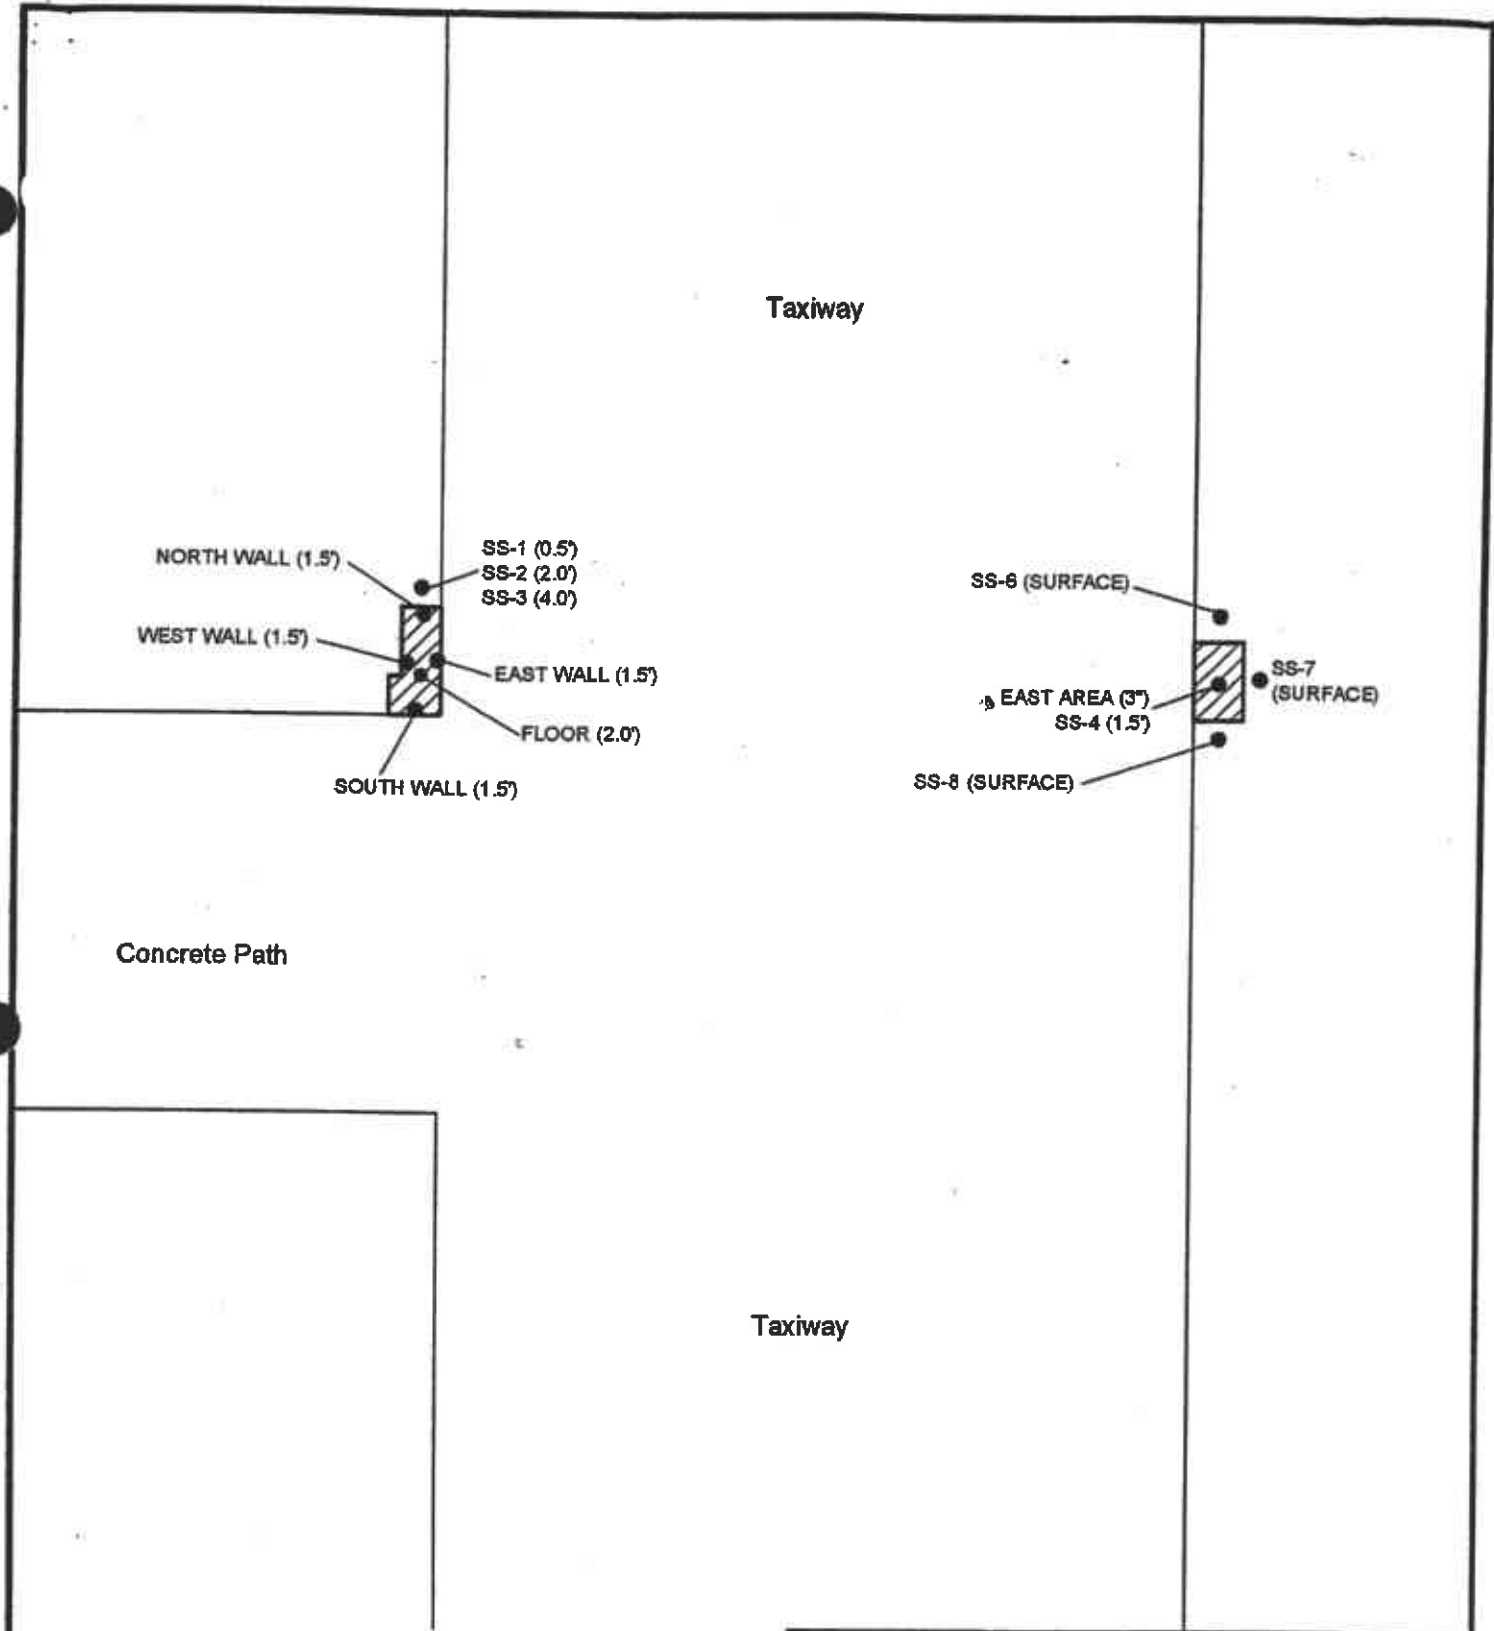 Taxiway
NORTH WALL (1.5')
SS-1 (0.5')
SS-2 (2.0')
SS-3 (4.0')
WEST WALL (1.5')
EAST WALL (1.5')
FLOOR (2.0')
SOUTH WALL (1.5')
SS-6 (SURFACE)
SS-7
(SURFACE)
EAST AREA (3")
SS-4 (1.5')
SS-8 (SURFACE)
Concrete Path
Taxiway